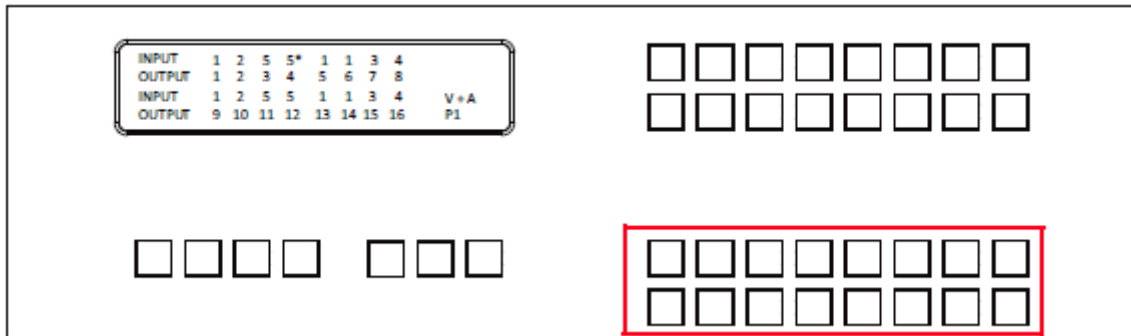 INPUT 1 2 5 5* 1 1 3 4
OUTPUT 1 2 3 4 5 6 7 8
INPUT 1 2 5 5 1 1 3 4 V+A
OUTPUT 9 10 11 12 13 14 15 16 P1